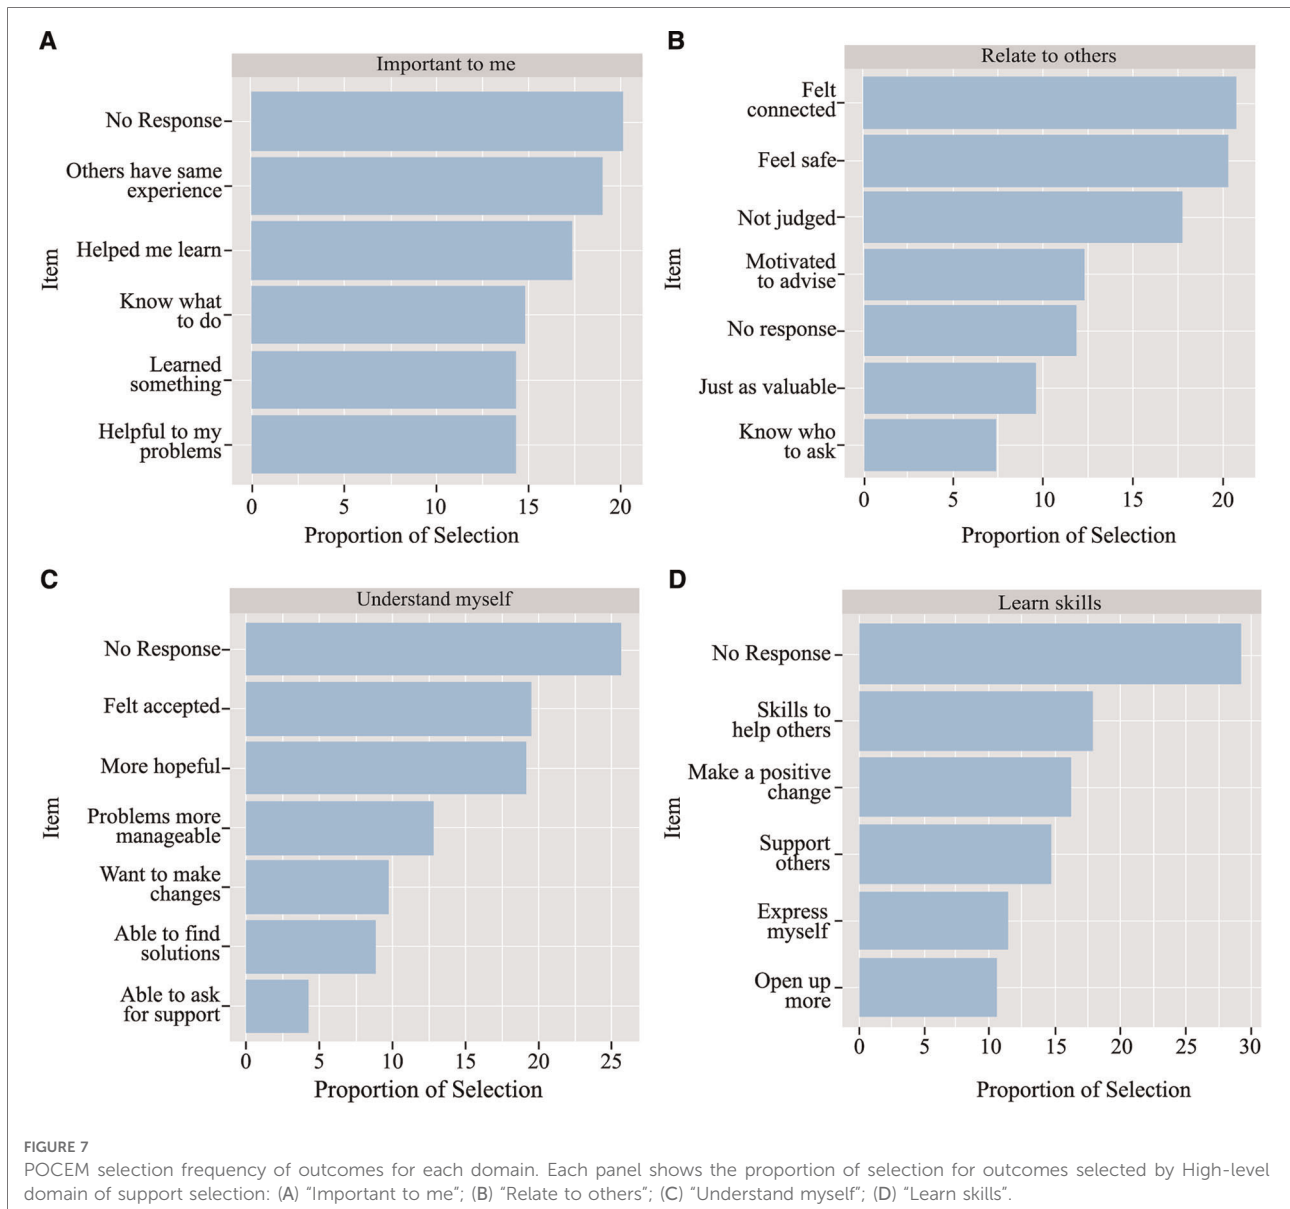 A
Important to me
No Response
Others have same
experience
Helped me learn
Know what
to do
Learned
something
Helpful to my
problems
Item
0 5 10 15 20
Proportion of Selection
B
Relate to others
Felt
connected
Feel safe
Not judged
Motivated
to advise
No response
Just as valuable
Know who
to ask
Item
0 5 10 15 20
Proportion of Selection
C
Understand myself
No Response
Felt accepted
More hopeful
Problems more
manageable
Want to make
changes
Able to find
solutions
Able to ask
for support
Item
0 5 10 15 20 25
Proportion of Selection
D
Learn skills
No Response
Skills to
help others
Make a positive
change
Support
others
Express
myself
Open up
more
Item
0 5 10 15 20 25 30
Proportion of Selection
FIGURE 7
POCEM selection frequency of outcomes for each domain. Each panel shows the proportion of selection for outcomes selected by High-level
domain of support selection: (A) “Important to me”; (B) “Relate to others”; (C) “Understand myself”; (D) “Learn skills”.